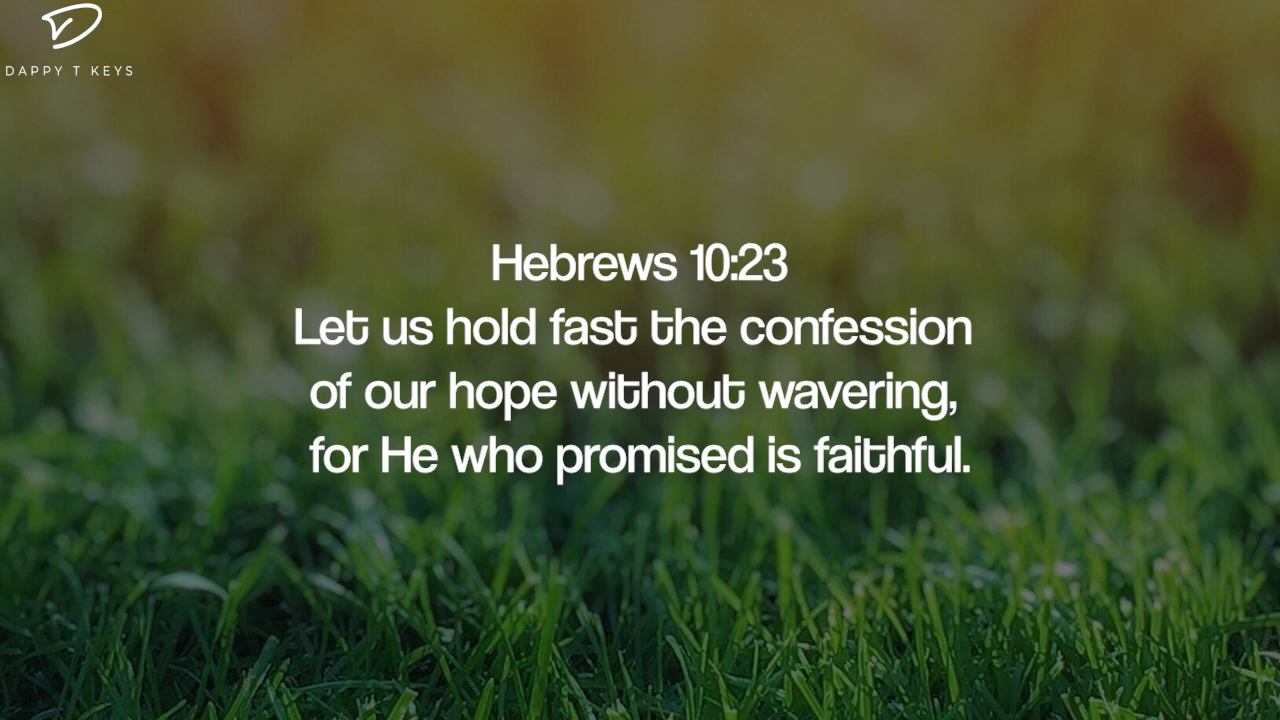 DAPPY T KEYS
Hebrews 10:23
Let us hold fast the confession
of our hope without wavering,
for He who promised is faithful.